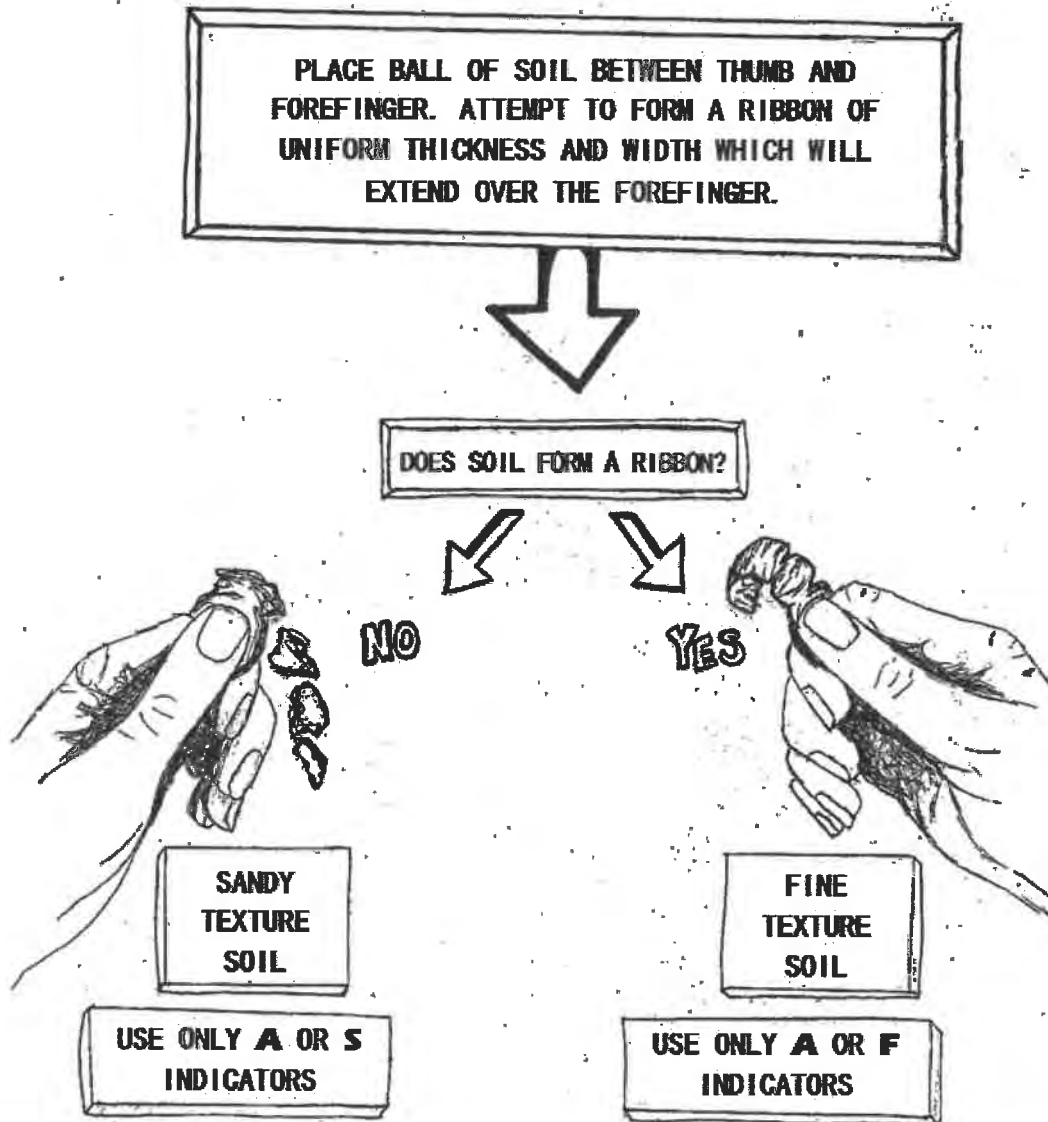 PLACE BALL OF SOIL BETWEEN THUMB AND
FOREFINGER. ATTEMPT TO FORM A RIBBON OF
UNIFORM THICKNESS AND WIDTH WHICH WILL
EXTEND OVER THE FOREFINGER.
DOES SOIL FORM A RIBBON?
NO
YES
SANDY
TEXTURE
SOIL
USE ONLY A OR S
INDICATORS
FINE
TEXTURE
SOIL
USE ONLY A OR F
INDICATORS